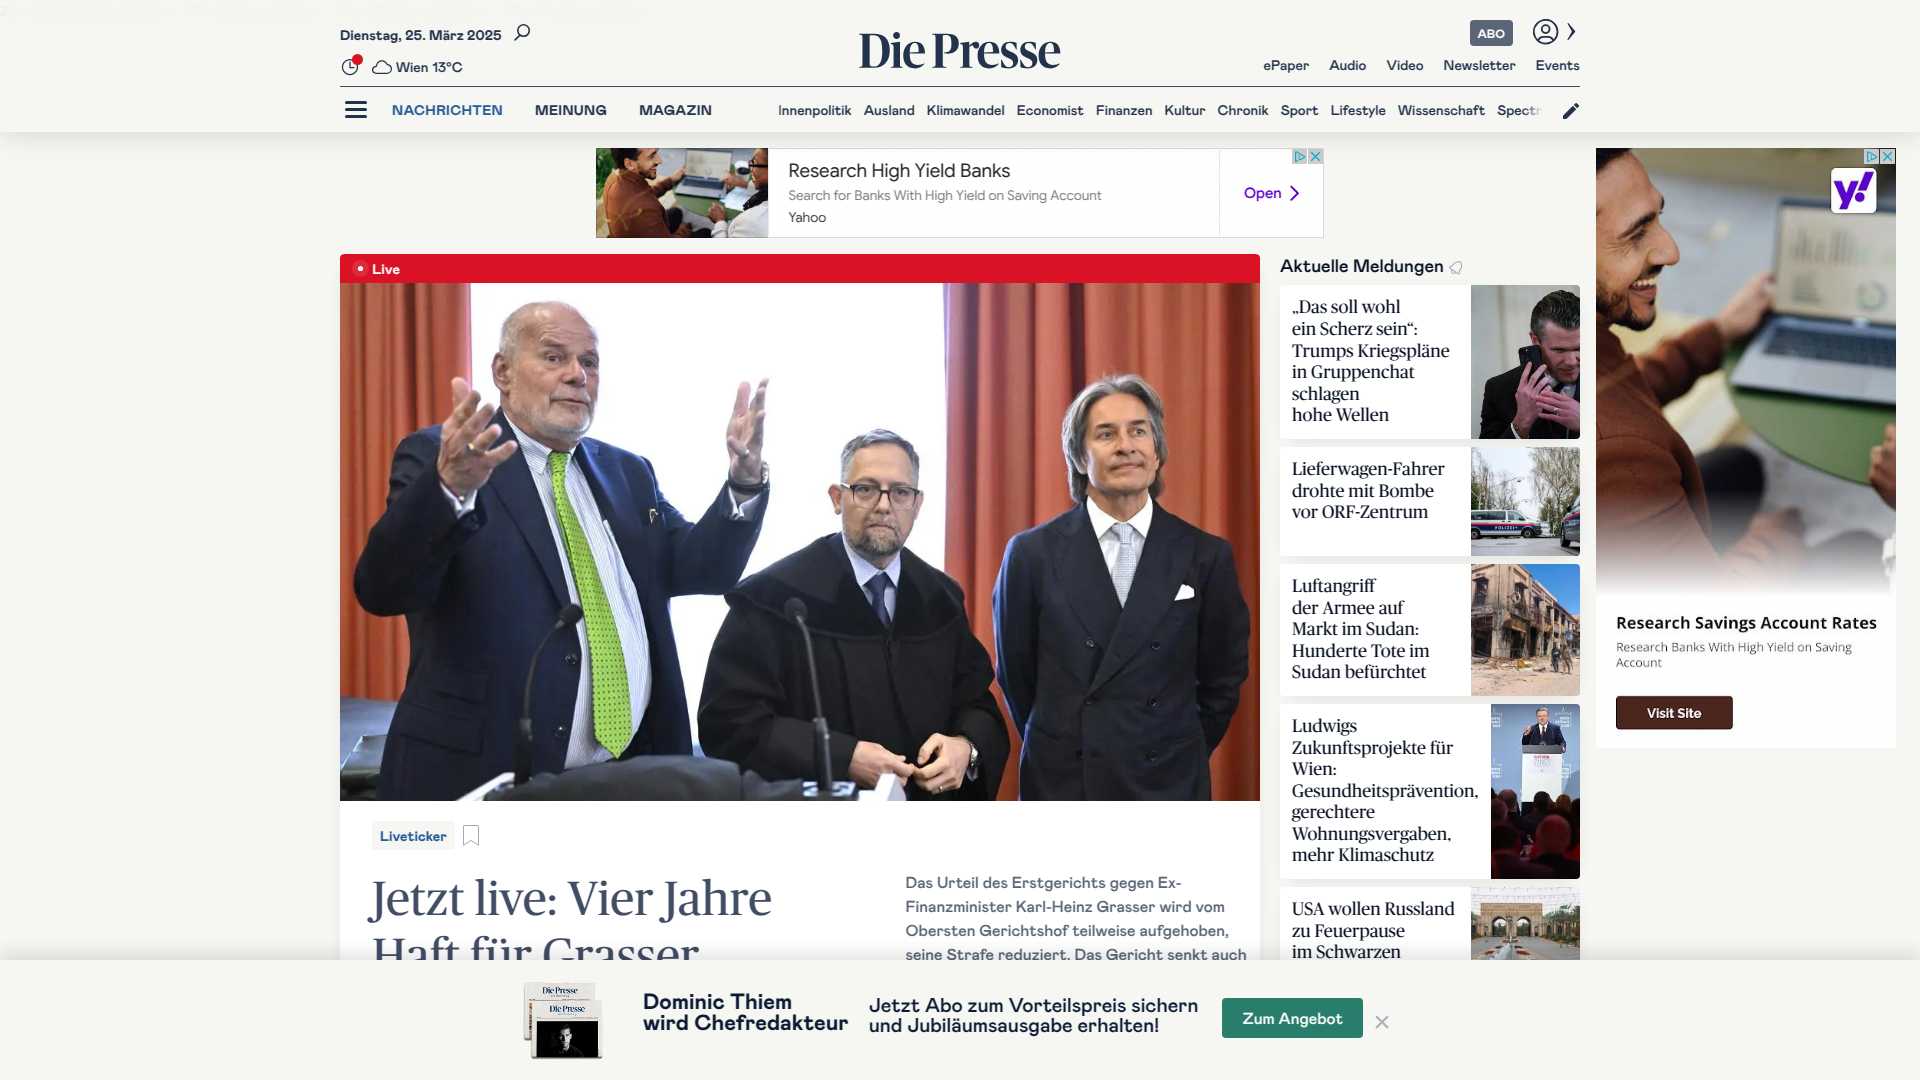 Dienstag, 25. März 2025
Wien 13°C
Die Presse
ABO
ePaper Audio Video Newsletter Events
NACHRICHTEN MEINUNG MAGAZIN
Innenpolitik Ausland Klimawandel Economist Finanzen Kultur Chronik Sport Lifestyle Wissenschaft Spectr
Research High Yield Banks
Search for Banks With High Yield on Saving Account
Yahoo
Open
Live
Liveticker
Jetzt live: Vier Jahre
Haft für Grasser
Das Urteil des Erstgerichts gegen Ex-
Finanzminister Karl-Heinz Grasser wird vom
Obersten Gerichtshof teilweise aufgehoben,
seine Strafe reduziert. Das Gericht senkt auch
Aktuelle Meldungen
„Das soll wohl
ein Scherz sein“:
Trumps Kriegspläne
in Gruppenchat
schlagen
hohe Wellen
Lieferwagen-Fahrer
drohte mit Bombe
vor ORF-Zentrum
POLIZEI
Luftangriff
der Armee auf
Markt im Sudan:
Hunderte Tote im
Sudan befürchtet
Ludwigs
Zukunftsprojekte für
Wien:
Gesundheitsprävention,
gerechtere
Wohnungsvergaben,
mehr Klimaschutz
USA wollen Russland
zu Feuerpause
im Schwarzen
y!
Research Savings Account Rates
Research Banks With High Yield on Saving
Account
Visit Site
Die Presse
Die Presse
Dominic Thiem
wird Chefredakteur
Jetzt Abo zum Vorteilspreis sichern
und Jubiläumsausgabe erhalten!
Zum Angebot